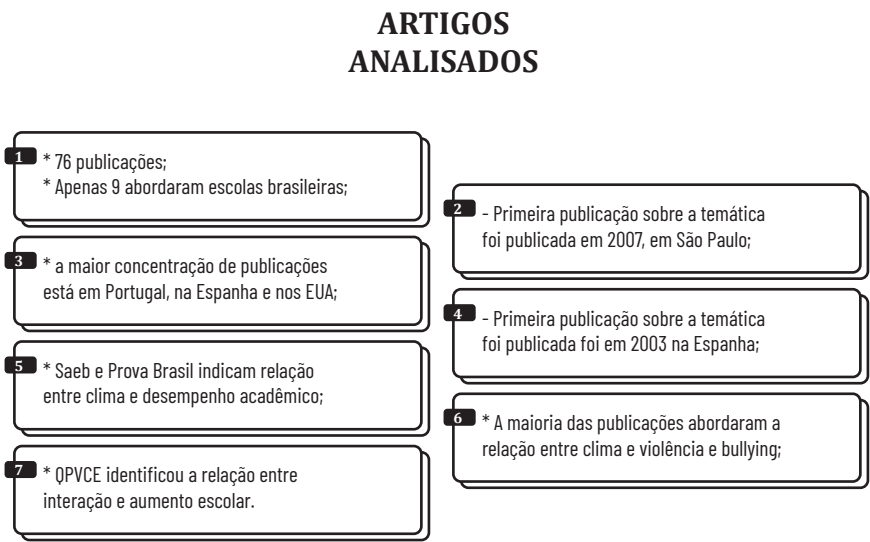 ARTIGOS
ANALISADOS
1
* 76 publicações;
* Apenas 9 abordaram escolas brasileiras;
2
- Primeira publicação sobre a temática
foi publicada em 2007, em São Paulo;
3
* a maior concentração de publicações
está em Portugal, na Espanha e nos EUA;
4
- Primeira publicação sobre a temática
foi publicada foi em 2003 na Espanha;
5
* Saeb e Prova Brasil indicam relação
entre clima e desempenho acadêmico;
6
* A maioria das publicações abordaram a
relação entre clima e violência e bullying;
7
* QPVCE identificou a relação entre
interação e aumento escolar.